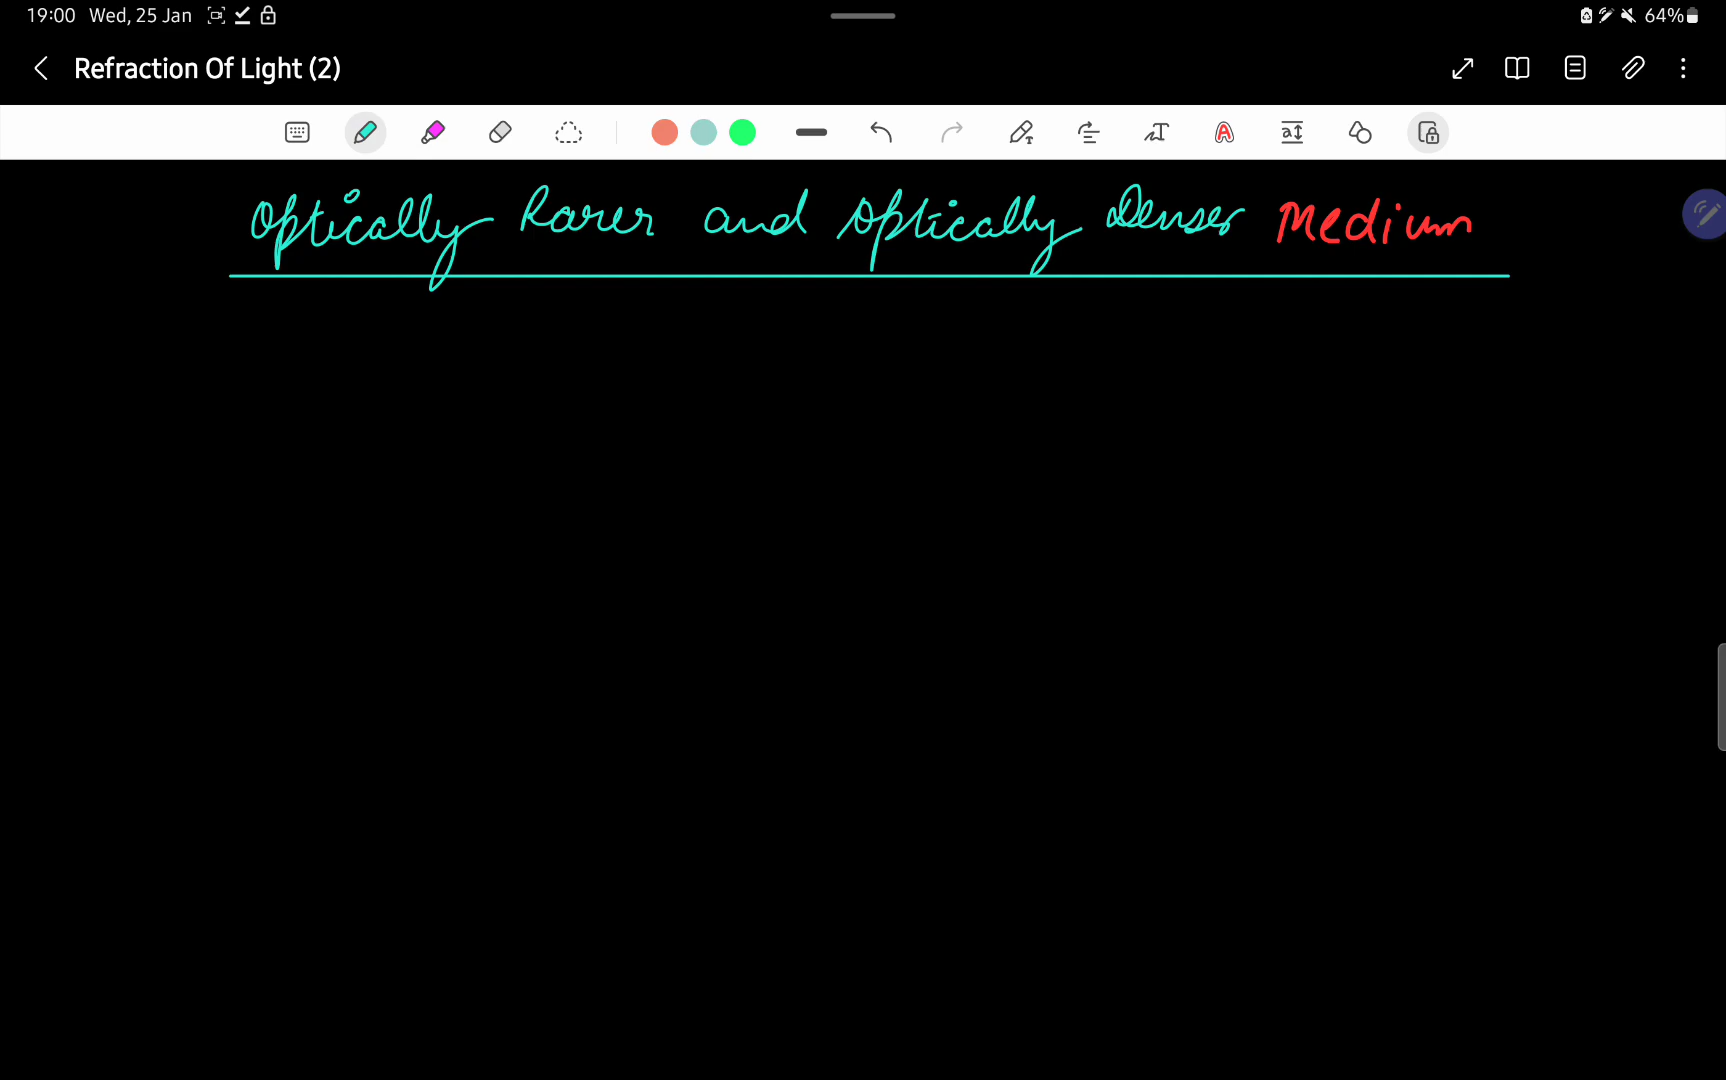 19:00 Wed, 25 Jan 64%
Refraction Of Light (2)
Optically Rarer and Optically Denser Medium